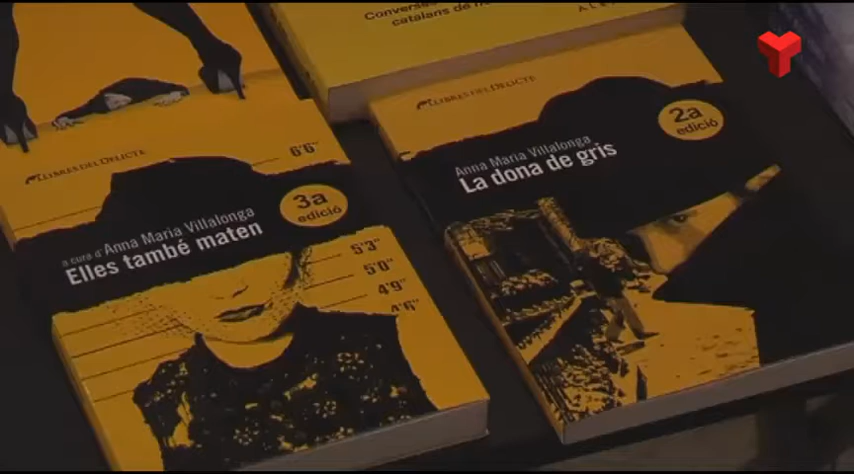 Converses
catalans de n
LLIBRES DEL DELICTE
2a
edició
Anna Maria Villalonga
La dona de gris
LLIBRES DEL DELICTE
6'6"
3a
edició
a cura d'Anna Maria Villalonga
Elles també maten
5'3"
5'0"
4'9"
4'6"